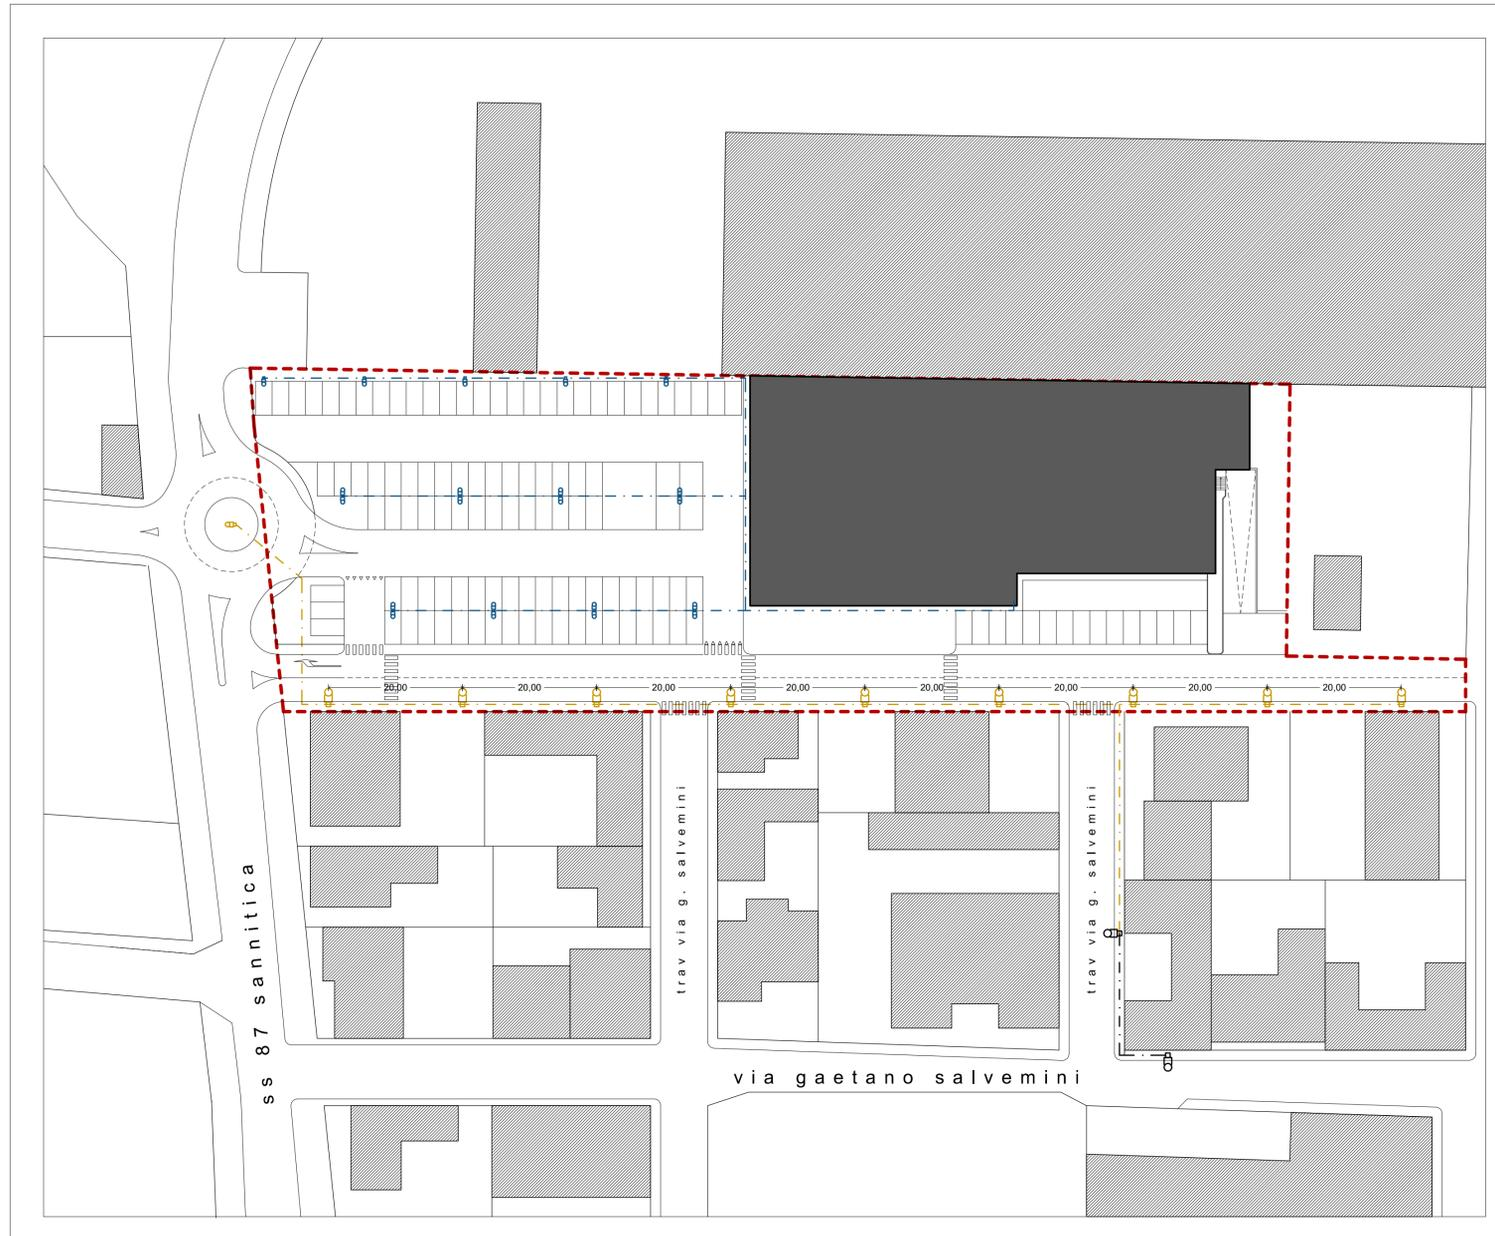 20,00 20,00 20,00 20,00 20,00 20,00 20,00 20,00
ss 87 sannitica
trav via g. salvemini
trav via g. salvemini
via gaetano salvemini